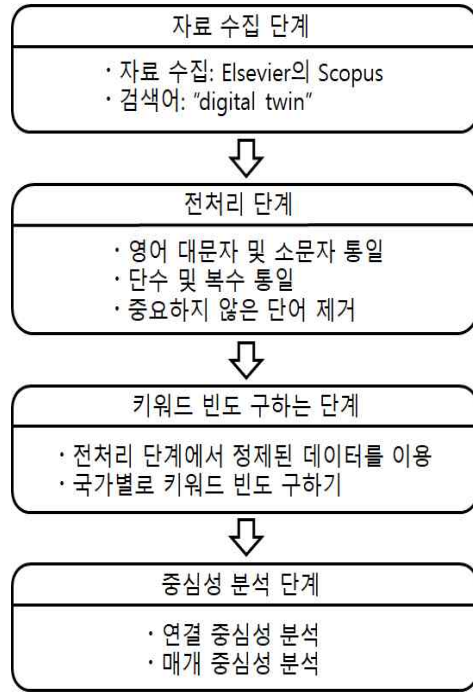 자료 수집 단계
· 자료 수집: Elsevier의 Scopus
· 검색어: “digital twin”
전처리 단계
· 영어 대문자 및 소문자 통일
· 단수 및 복수 통일
· 중요하지 않은 단어 제거
키워드 빈도 구하는 단계
· 전처리 단계에서 정제된 데이터를 이용
· 국가별로 키워드 빈도 구하기
중심성 분석 단계
· 연결 중심성 분석
· 매개 중심성 분석